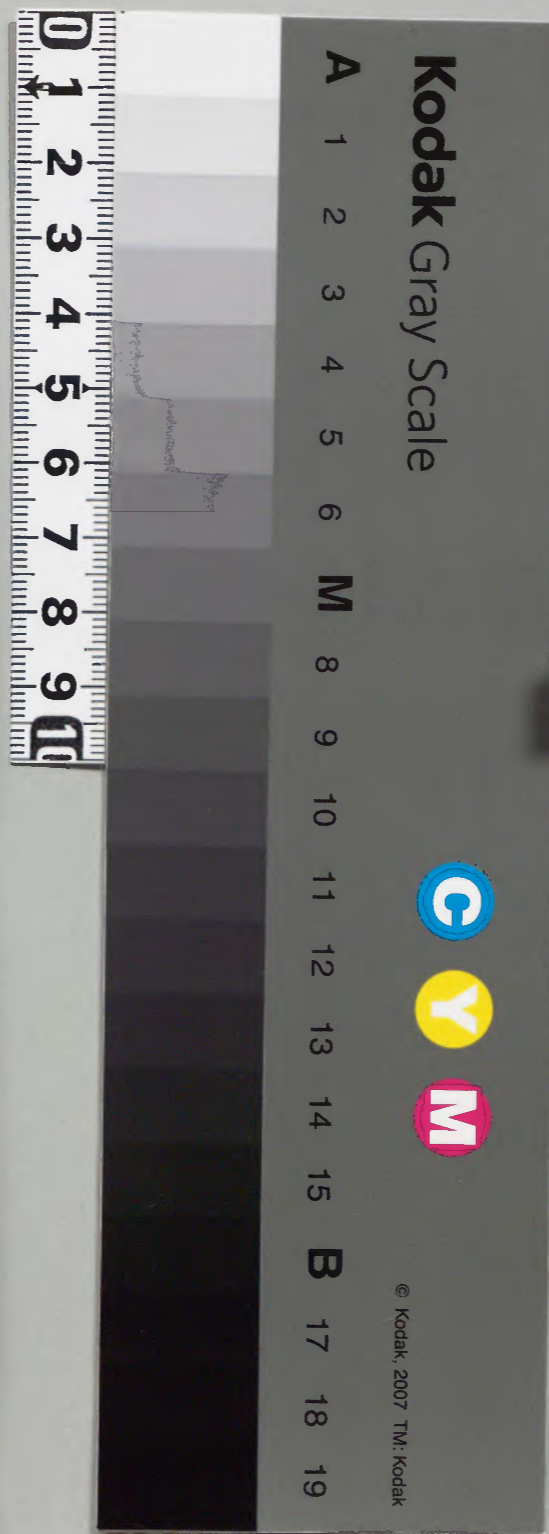 Kodak Gray Scale
C Y M
© Kodak, 2007 TM: Kodak
A 1 2 3 4 5 6 M 8 9 10 11 12 13 14 15 B 17 18 19
0 1 2 3 4 5 6 7 8 9 10